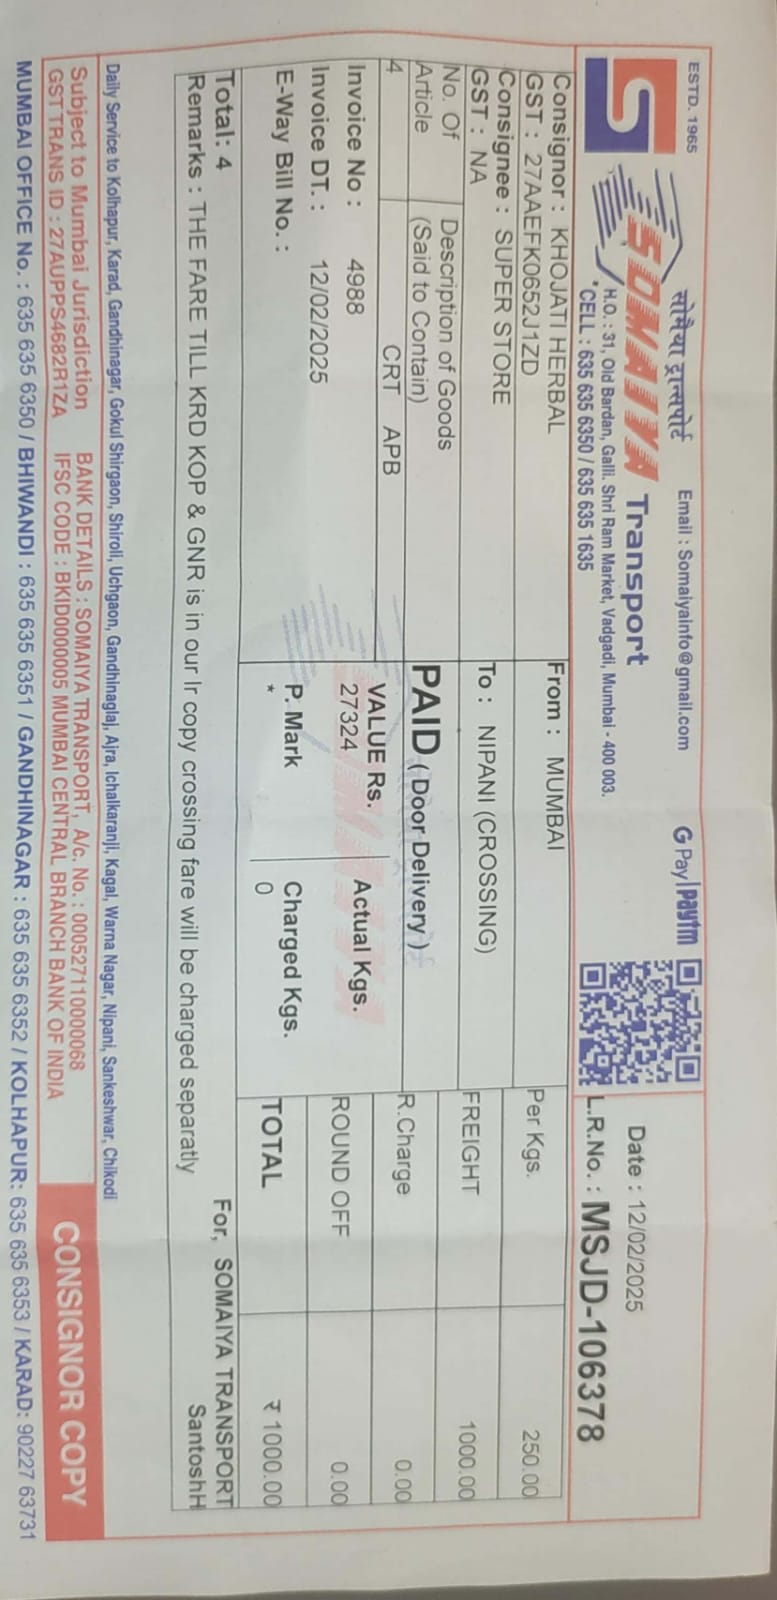 ESTD. 1965
सोमैया ट्रान्सपोर्ट
Email : Somaiyainfo@gmail.com
G Pay | paytm
SOMAIYA Transport
H.O. : 31, Old Bardan, Galli. Shri Ram Market, Vadgadi, Mumbai - 400 003.
CELL : 635 635 6350 / 635 635 1635
Date : 12/02/2025
L.R.No. : MSJD-106378
Consignor : KHOJATI HERBAL
GST : 27AAEFK0652J1ZD
From : MUMBAI
Per Kgs. 250.00
Consignee : SUPER STORE
GST : NA
To : NIPANI (CROSSING)
FREIGHT 1000.00
No. Of Article
Description of Goods
(Said to Contain)
PAID ( Door Delivery )
R.Charge 0.00
4
CRT APB
VALUE Rs.
27324
Actual Kgs.
ROUND OFF 0.00
Invoice No : 4988
Invoice DT. : 12/02/2025
E-Way Bill No. :
P. Mark
*
Charged Kgs.
0
TOTAL ₹ 1000.00
Total: 4
Remarks : THE FARE TILL KRD KOP & GNR is in our lr copy crossing fare will be charged separatly
For, SOMAIYA TRANSPORT
SantoshH
Daily Service to Kolhapur, Karad, Gandhinagar, Gokul Shirgaon, Shiroli, Uchgaon, Gandhinaglaj, Ajra, Ichalkaranji, Kagal, Warna Nagar, Nipani, Sankeshwar, Chikodi
Subject to Mumbai Jurisdiction
GST TRANS ID : 27AUPPS4682R1ZA
BANK DETAILS : SOMAIYA TRANSPORT, A/c. No. : 000527110000068
IFSC CODE : BKID0000005 MUMBAI CENTRAL BRANCH BANK OF INDIA
CONSIGNOR COPY
MUMBAI OFFICE No. : 635 635 6350 / BHIWANDI : 635 635 6351 / GANDHINAGAR : 635 635 6352 / KOLHAPUR: 635 635 6353 / KARAD: 90227 63731